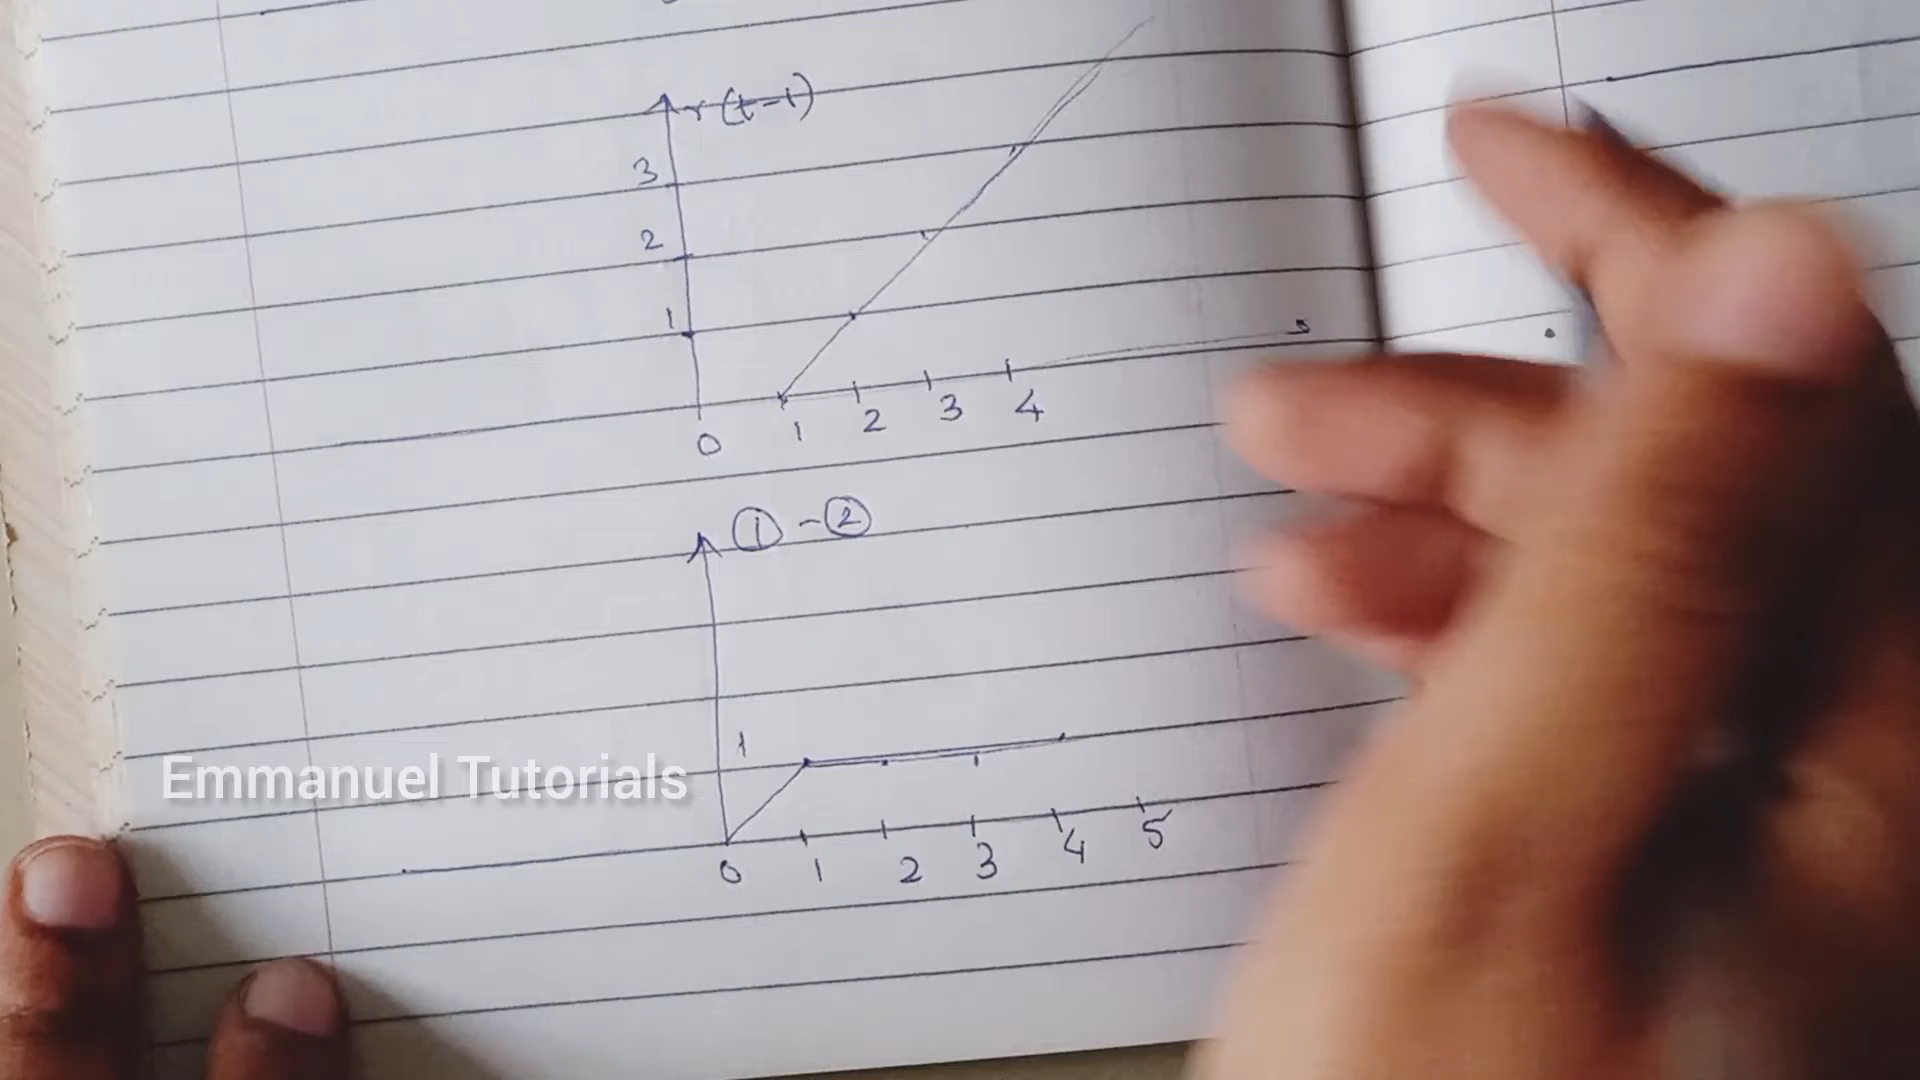 r(t-1)
3
2
1
0 1 2 3 4
① - ②
1
Emmanuel Tutorials
0 1 2 3 4 5